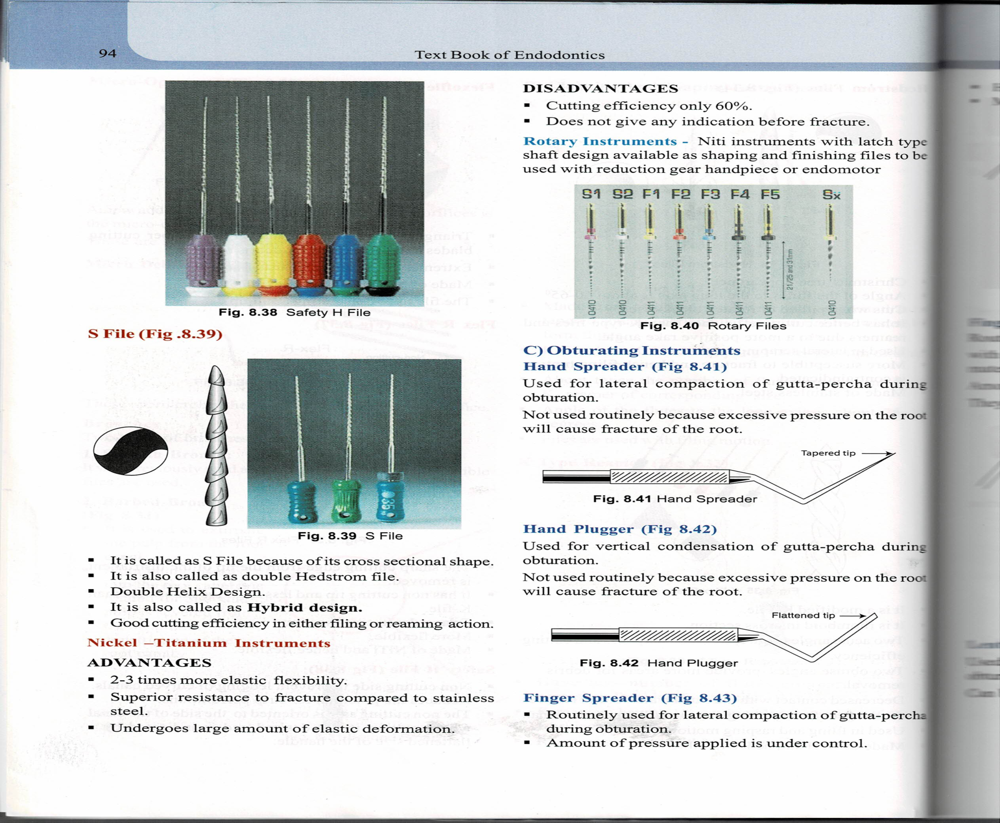 94
Text Book of Endodontics
Fig. 8.38 Safety H File
S File (Fig .8.39)
035
Fig. 8.39 S File
▪ It is called as S File because of its cross sectional shape.
▪ It is also called as double Hedstrom file.
▪ Double Helix Design.
▪ It is also called as Hybrid design.
▪ Good cutting efficiency in either filing or reaming action.
Nickel –Titanium Instruments
ADVANTAGES
▪ 2-3 times more elastic flexibility.
▪ Superior resistance to fracture compared to stainless
steel.
▪ Undergoes large amount of elastic deformation.
DISADVANTAGES
▪ Cutting efficiency only 60%.
▪ Does not give any indication before fracture.
Rotary Instruments - Niti instruments with latch type
shaft design available as shaping and finishing files to be
used with reduction gear handpiece or endomotor
S1 S2 F1 F2 F3 F4 F5 Sx
21/25 and 31mm
A0410 A0410 A0411 A0411 A0411 A0411 A0411 A0410
Fig. 8.40 Rotary Files
C) Obturating Instruments
Hand Spreader (Fig 8.41)
Used for lateral compaction of gutta-percha during
obturation.
Not used routinely because excessive pressure on the root
will cause fracture of the root.
Tapered tip
Fig. 8.41 Hand Spreader
Hand Plugger (Fig 8.42)
Used for vertical condensation of gutta-percha during
obturation.
Not used routinely because excessive pressure on the root
will cause fracture of the root.
Flattened tip
Fig. 8.42 Hand Plugger
Finger Spreader (Fig 8.43)
▪ Routinely used for lateral compaction of gutta-percha
during obturation.
▪ Amount of pressure applied is under control.